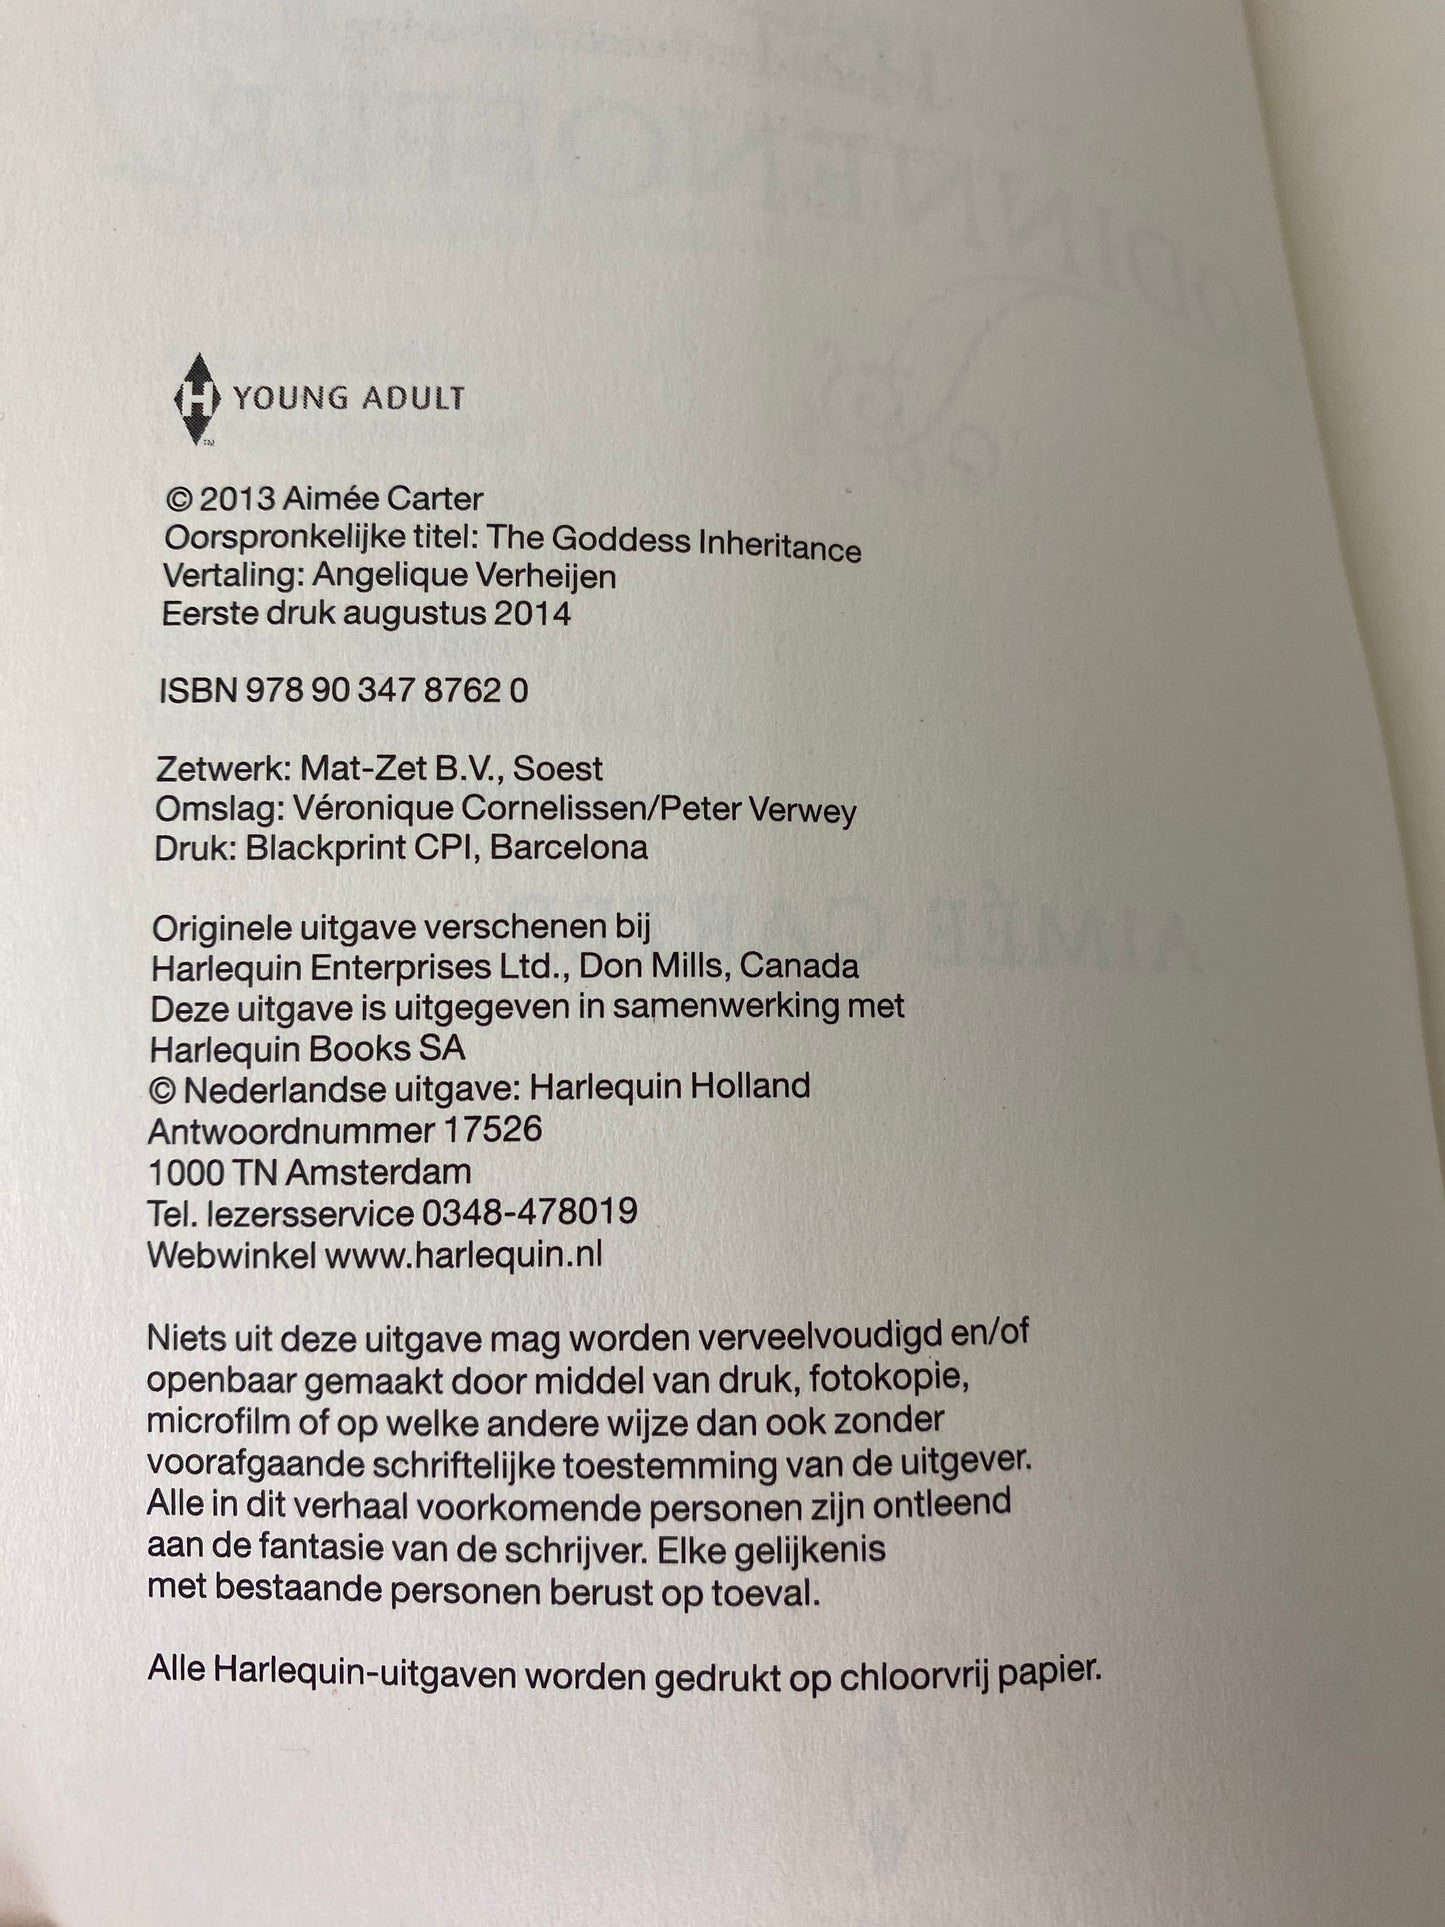 H YOUNG ADULT
TM
© 2013 Aimée Carter
Oorspronkelijke titel: The Goddess Inheritance
Vertaling: Angelique Verheijen
Eerste druk augustus 2014
ISBN 978 90 347 8762 0
Zetwerk: Mat-Zet B.V., Soest
Omslag: Véronique Cornelissen/Peter Verwey
Druk: Blackprint CPI, Barcelona
Originele uitgave verschenen bij
Harlequin Enterprises Ltd., Don Mills, Canada
Deze uitgave is uitgegeven in samenwerking met
Harlequin Books SA
© Nederlandse uitgave: Harlequin Holland
Antwoordnummer 17526
1000 TN Amsterdam
Tel. lezersservice 0348-478019
Webwinkel www.harlequin.nl
Niets uit deze uitgave mag worden verveelvoudigd en/of
openbaar gemaakt door middel van druk, fotokopie,
microfilm of op welke andere wijze dan ook zonder
voorafgaande schriftelijke toestemming van de uitgever.
Alle in dit verhaal voorkomende personen zijn ontleend
aan de fantasie van de schrijver. Elke gelijkenis
met bestaande personen berust op toeval.
Alle Harlequin-uitgaven worden gedrukt op chloorvrij papier.